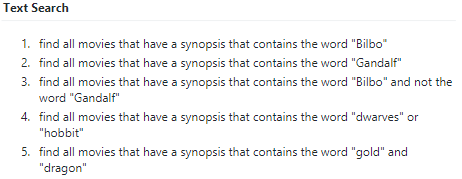 Text Search
1. find all movies that have a synopsis that contains the word "Bilbo"
2. find all movies that have a synopsis that contains the word "Gandalf"
3. find all movies that have a synopsis that contains the word "Bilbo" and not the
word "Gandalf"
4. find all movies that have a synopsis that contains the word "dwarves" or
"hobbit"
5. find all movies that have a synopsis that contains the word "gold" and
"dragon"